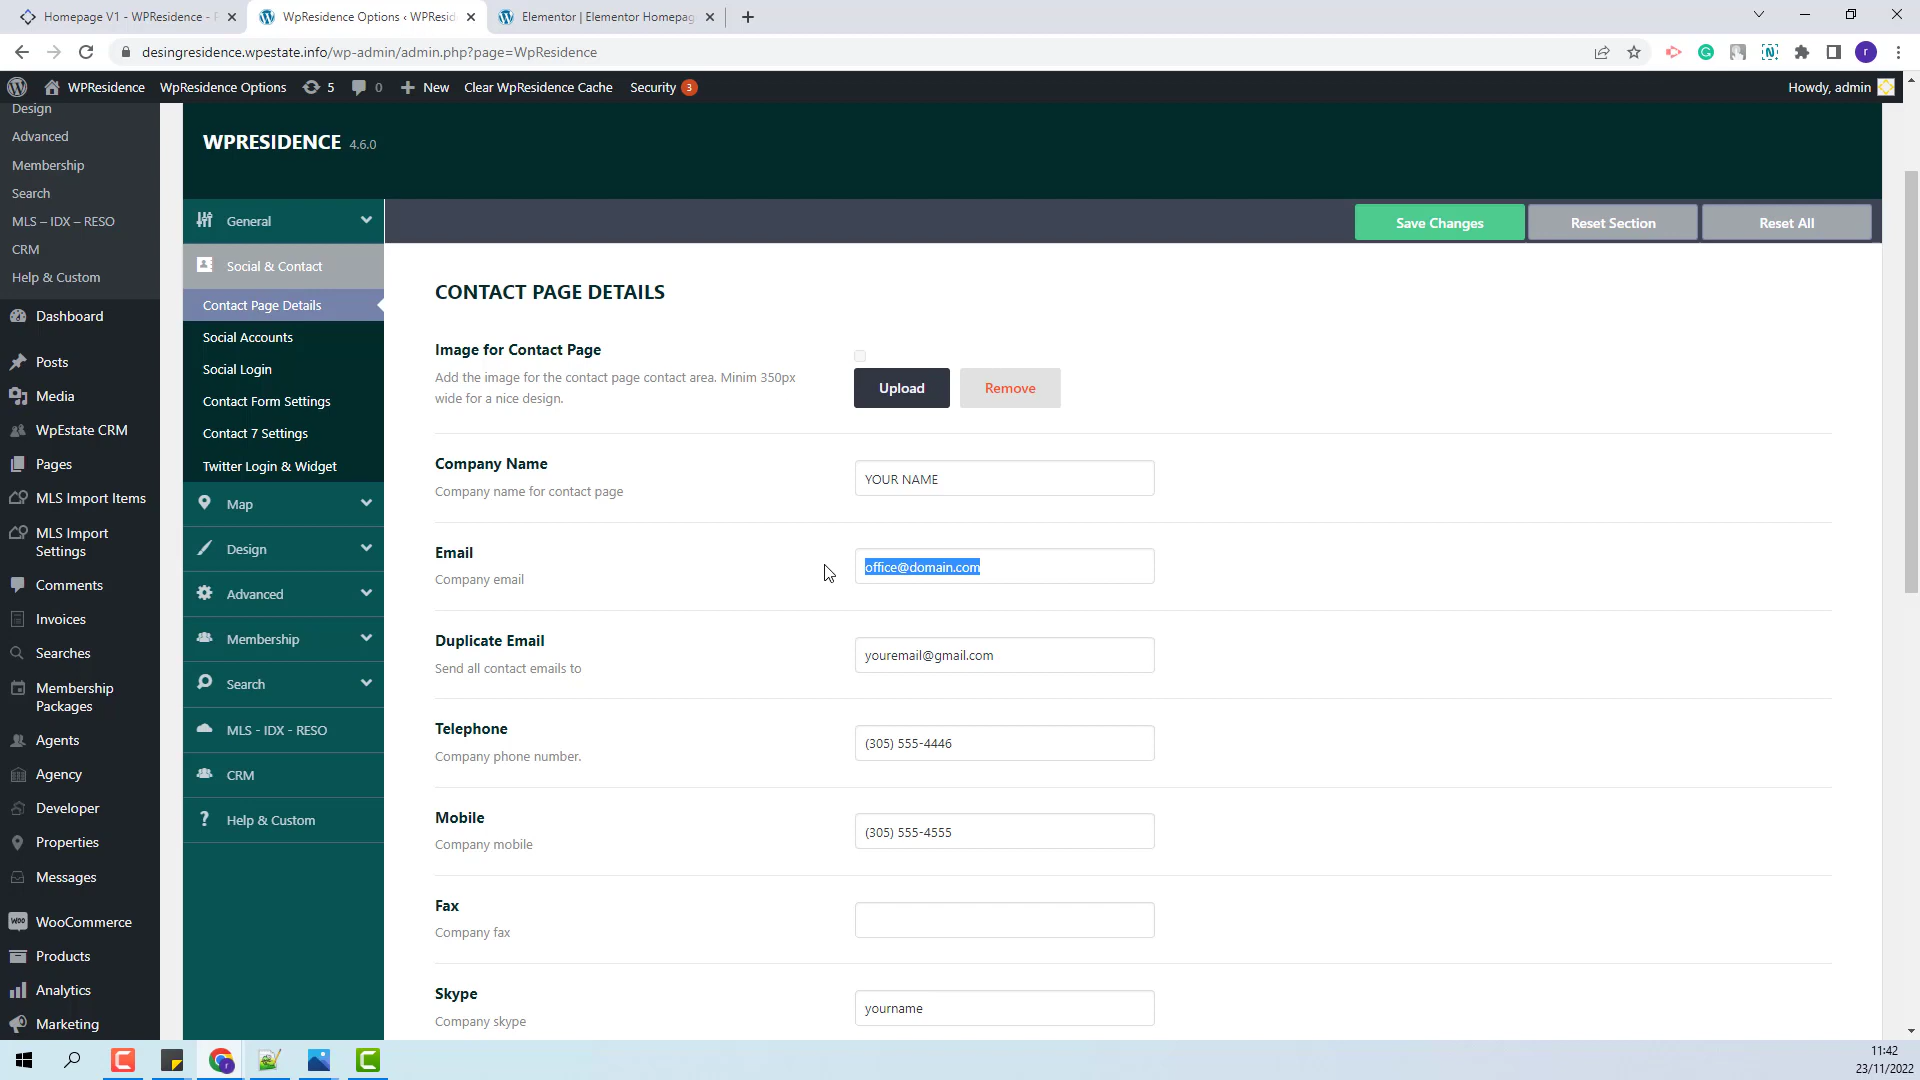 Homepage V1 - WPResidence -
WpResidence Options ‹ WPResid
Elementor | Elementor Homepag
desingresidence.wpestate.info/wp-admin/admin.php?page=WpResidence
r
WPResidence
WpResidence Options
5
0
New
Clear WpResidence Cache
Security 3
Howdy, admin
Design
Advanced
Membership
Search
MLS – IDX – RESO
CRM
Help & Custom
Dashboard
Posts
Media
WpEstate CRM
Pages
MLS Import Items
MLS Import
Settings
Comments
Invoices
Searches
Membership
Packages
Agents
Agency
Developer
Properties
Messages
WooCommerce
Products
Analytics
Marketing
WPRESIDENCE 4.6.0
General
Social & Contact
Contact Page Details
Social Accounts
Social Login
Contact Form Settings
Contact 7 Settings
Twitter Login & Widget
Map
Design
Advanced
Membership
Search
MLS - IDX - RESO
CRM
Help & Custom
Save Changes
Reset Section
Reset All
CONTACT PAGE DETAILS
Image for Contact Page
Add the image for the contact page contact area. Minim 350px
wide for a nice design.
Upload
Remove
Company Name
Company name for contact page
YOUR NAME
Email
Company email
office@domain.com
Duplicate Email
Send all contact emails to
youremail@gmail.com
Telephone
Company phone number.
(305) 555-4446
Mobile
Company mobile
(305) 555-4555
Fax
Company fax
Skype
Company skype
yourname
11:42
23/11/2022